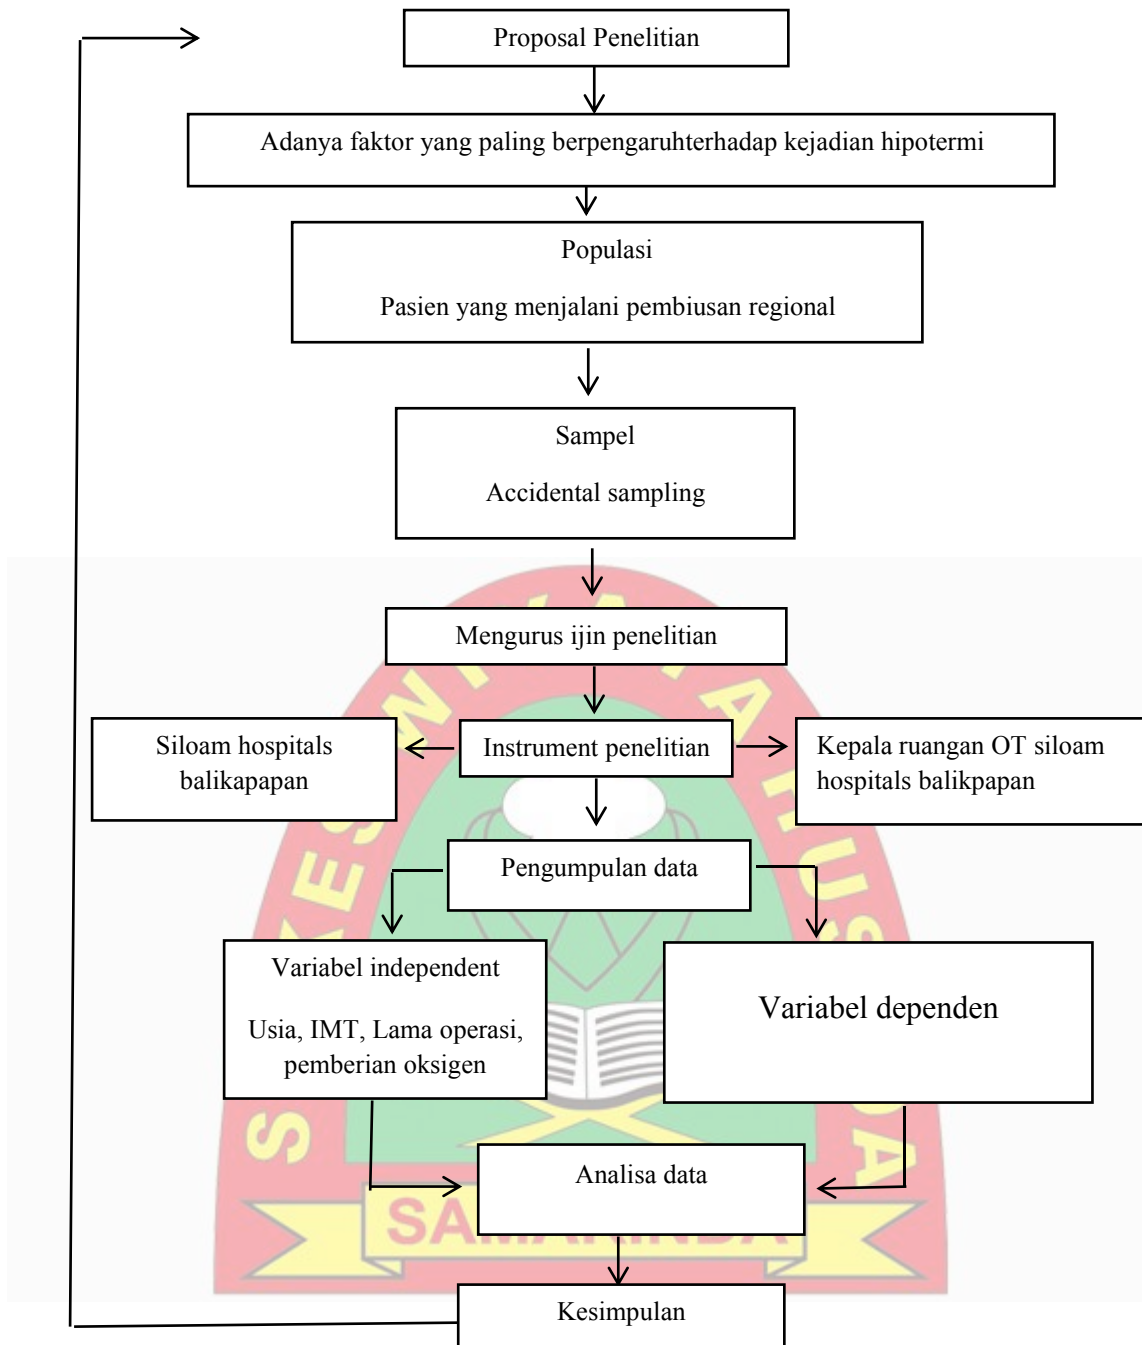 Proposal Penelitian
Adanya faktor yang paling berpengaruhterhadap kejadian hipotermi
Populasi
Pasien yang menjalani pembiusan regional
Sampel
Accidental sampling
Mengurus ijin penelitian
Siloam hospitals
balikapapan
Instrument penelitian
Kepala ruangan OT siloam
hospitals balikpapan
Pengumpulan data
Variabel independent
Usia, IMT, Lama operasi,
pemberian oksigen
Variabel dependen
Analisa data
SAMARINDA
Kesimpulan